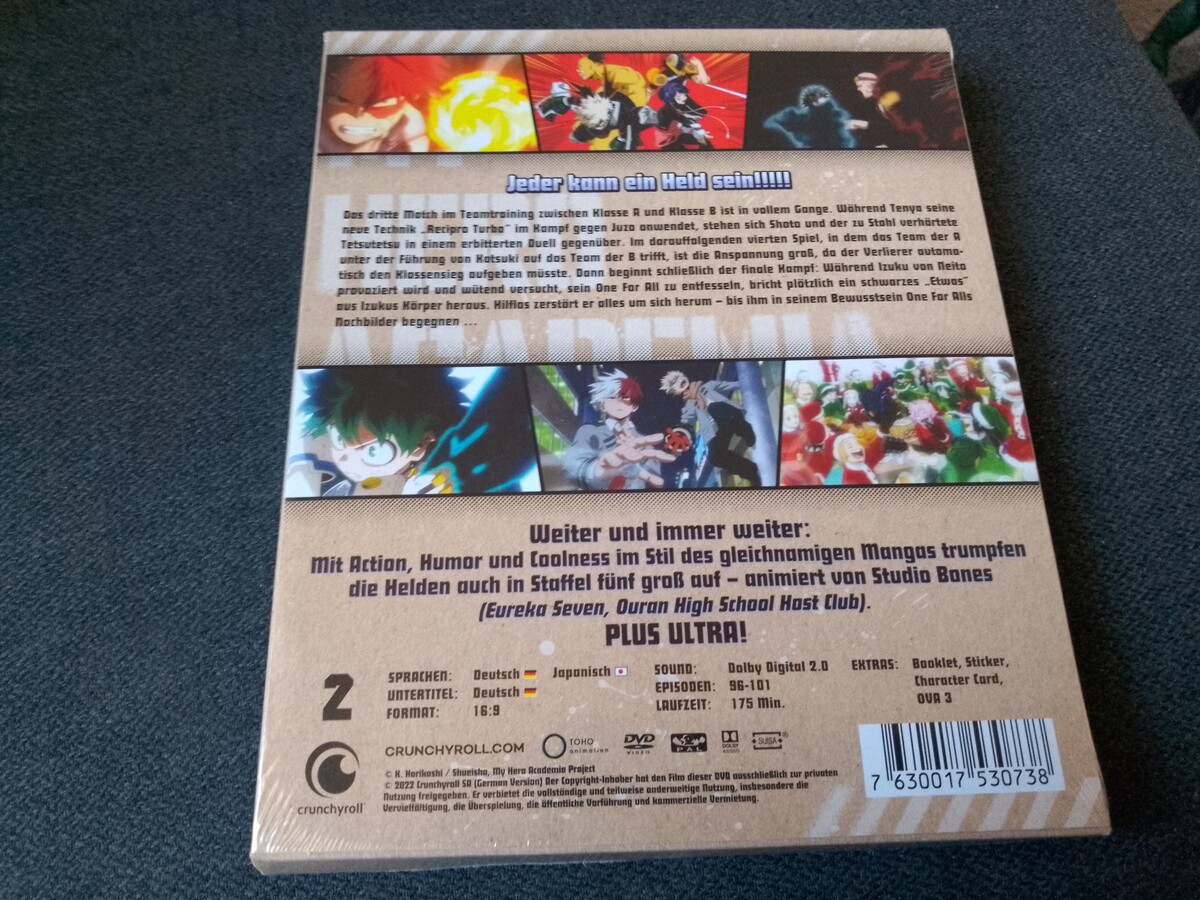 Jeder kann ein Held sein!!!!!
Das dritte Match im Teamtraining zwischen Klasse A und Klasse B ist in vollem Gange. Während Tenya seine
neue Technik „Recipro Turbo“ im Kampf gegen Juzo anwendet, stehen sich Shoto und der zu Stahl verhärtete
Tetsutetsu in einem erbitterten Duell gegenüber. Im darauffolgenden vierten Spiel, in dem das Team der A
unter der Führung von Katsuki auf das Team der B trifft, ist die Anspannung groß, da der Verlierer automa-
tisch den Klassensieg aufgeben müsste. Dann beginnt schließlich der finale Kampf: Während Izuku von Neito
provoziert wird und wütend versucht, sein One For All zu entfesseln, bricht plötzlich ein schwarzes „Etwas“
aus Izukus Körper heraus. Hilflos zerstört er alles um sich herum – bis ihm in seinem Bewusstsein One For Alls
Nachbilder begegnen ...
ACADEMIA
Weiter und immer weiter:
Mit Action, Humor und Coolness im Stil des gleichnamigen Mangas trumpfen
die Helden auch in Staffel fünf groß auf – animiert von Studio Bones
(Eureka Seven, Ouran High School Host Club).
PLUS ULTRA!
2
SPRACHEN: Deutsch Japanisch
UNTERTITEL: Deutsch
FORMAT: 16:9
SOUND: Dolby Digital 2.0
EPISODEN: 96-101
LAUFZEIT: 175 Min.
EXTRAS: Booklet, Sticker,
Character Card,
OVA 3
crunchyroll
CRUNCHYROLL.COM TOHO animation DVD VIDEO PAL DOLBY AUDIO SUISA
© K. Horikoshi / Shueisha, My Hero Academia Project
© 2022 Crunchyroll SA (German Version) Der Copyright-Inhaber hat den Film dieser DVD ausschließlich zur privaten
Nutzung freigegeben. Er verbietet die vollständige und teilweise anderweitige Nutzung, insbesondere die
Vervielfältigung, die Überspielung, die öffentliche Vorführung und kommerzielle Vermietung.
7 630017 530738